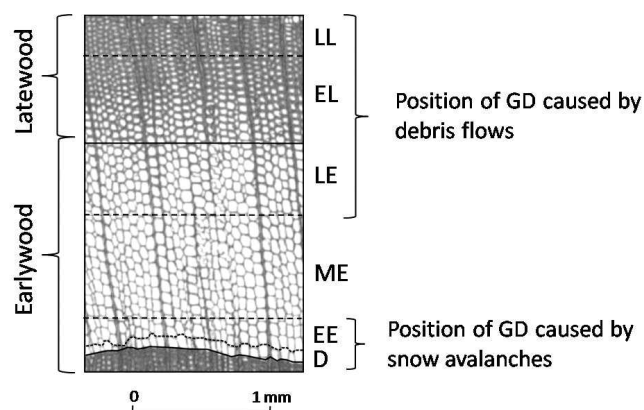 Latewood
Earlywood
LL
EL
LE
ME
EE
D
Position of GD caused by
debris flows
Position of GD caused by
snow avalanches
0
1 mm